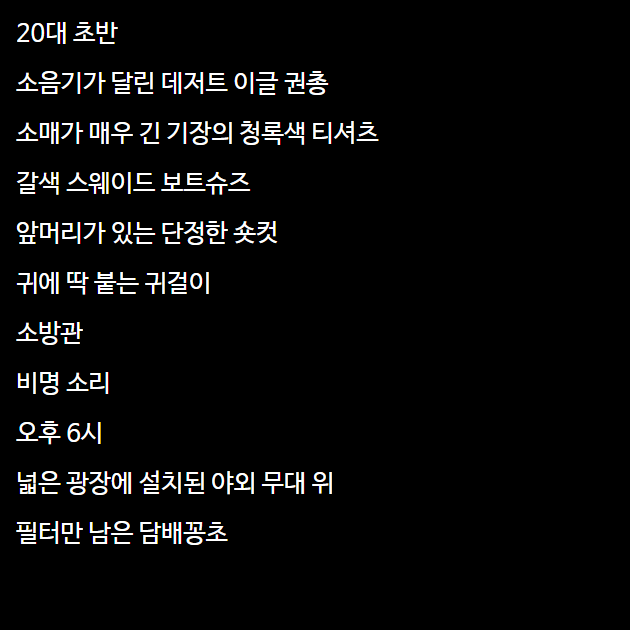 20대 초반
소음기가 달린 데저트 이글 권총
소매가 매우 긴 기장의 청록색 티셔츠
갈색 스웨이드 보트슈즈
앞머리가 있는 단정한 숏컷
귀에 딱 붙는 귀걸이
소방관
비명 소리
오후 6시
넓은 광장에 설치된 야외 무대 위
필터만 남은 담배꽁초